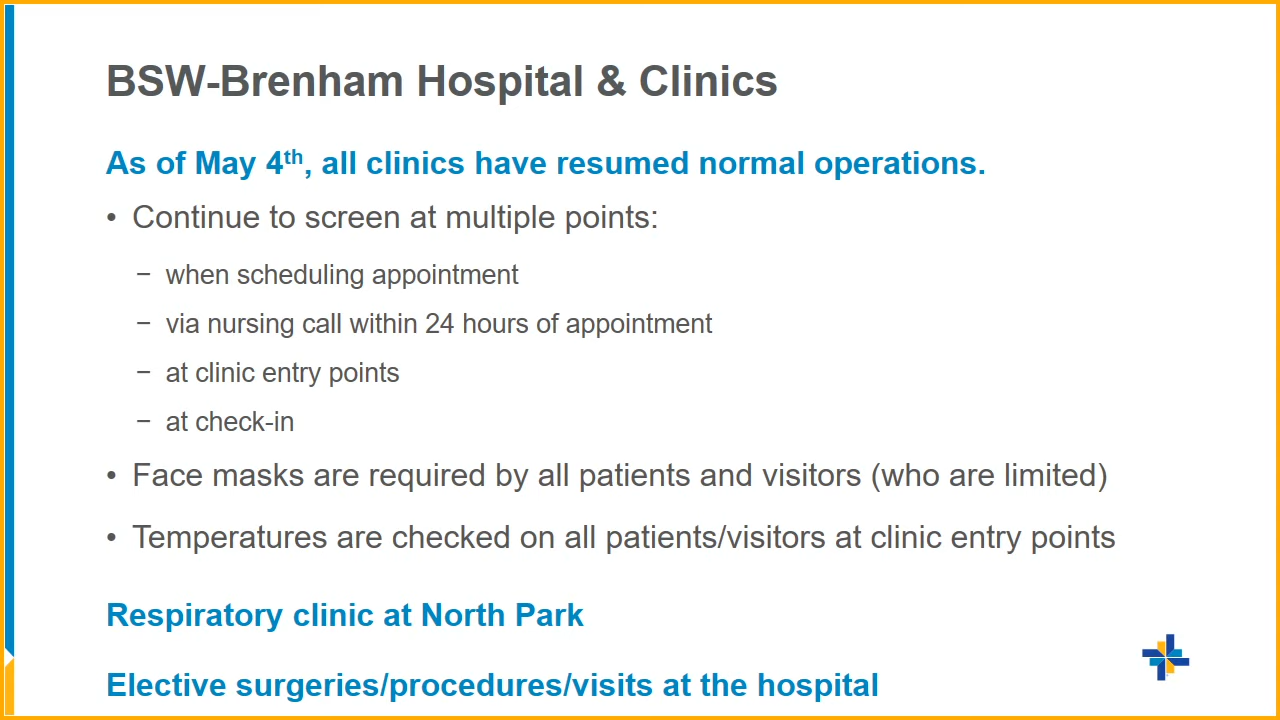 BSW-Brenham Hospital & Clinics
As of May 4th, all clinics have resumed normal operations.
• Continue to screen at multiple points:
− when scheduling appointment
− via nursing call within 24 hours of appointment
− at clinic entry points
− at check-in
• Face masks are required by all patients and visitors (who are limited)
• Temperatures are checked on all patients/visitors at clinic entry points
Respiratory clinic at North Park
Elective surgeries/procedures/visits at the hospital